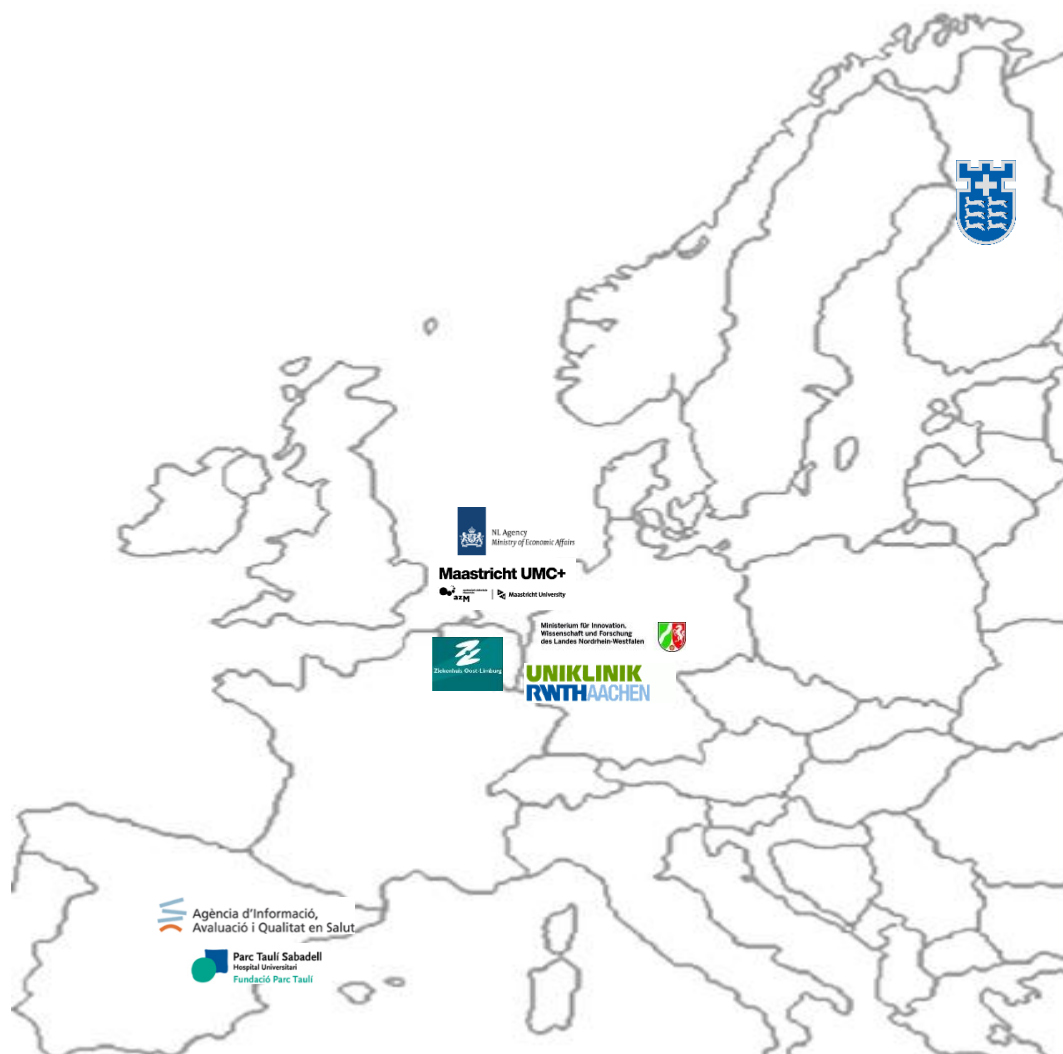 NL Agency
Ministry of Economic Affairs
Maastricht UMC+
azM
Maastricht University
Ministerium für Innovation,
Wissenschaft und Forschung
des Landes Nordrhein-Westfalen
Ziekenhuis Oost-Limburg
UNIKLINIK
RWTHAACHEN
Agència d'Informació,
Avaluació i Qualitat en Salut
Parc Taulí Sabadell
Hospital Universitari
Fundació Parc Taulí